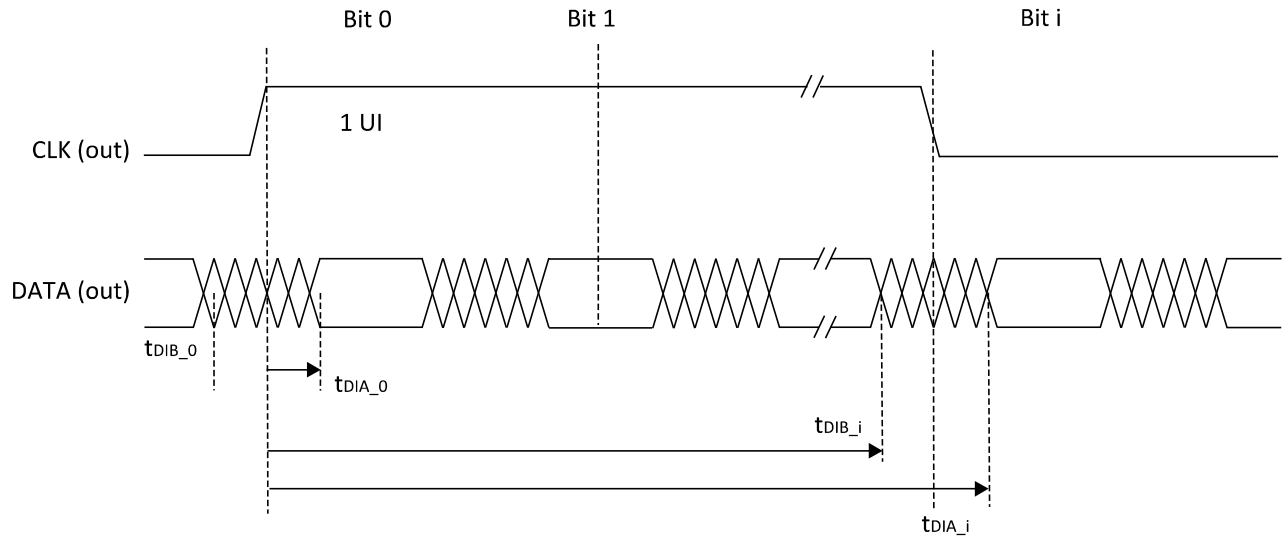 Bit 0 Bit 1 Bit i
1 UI
CLK (out)
DATA (out)
tDIB_0
tDIA_0
tDIB_i
tDIA_i